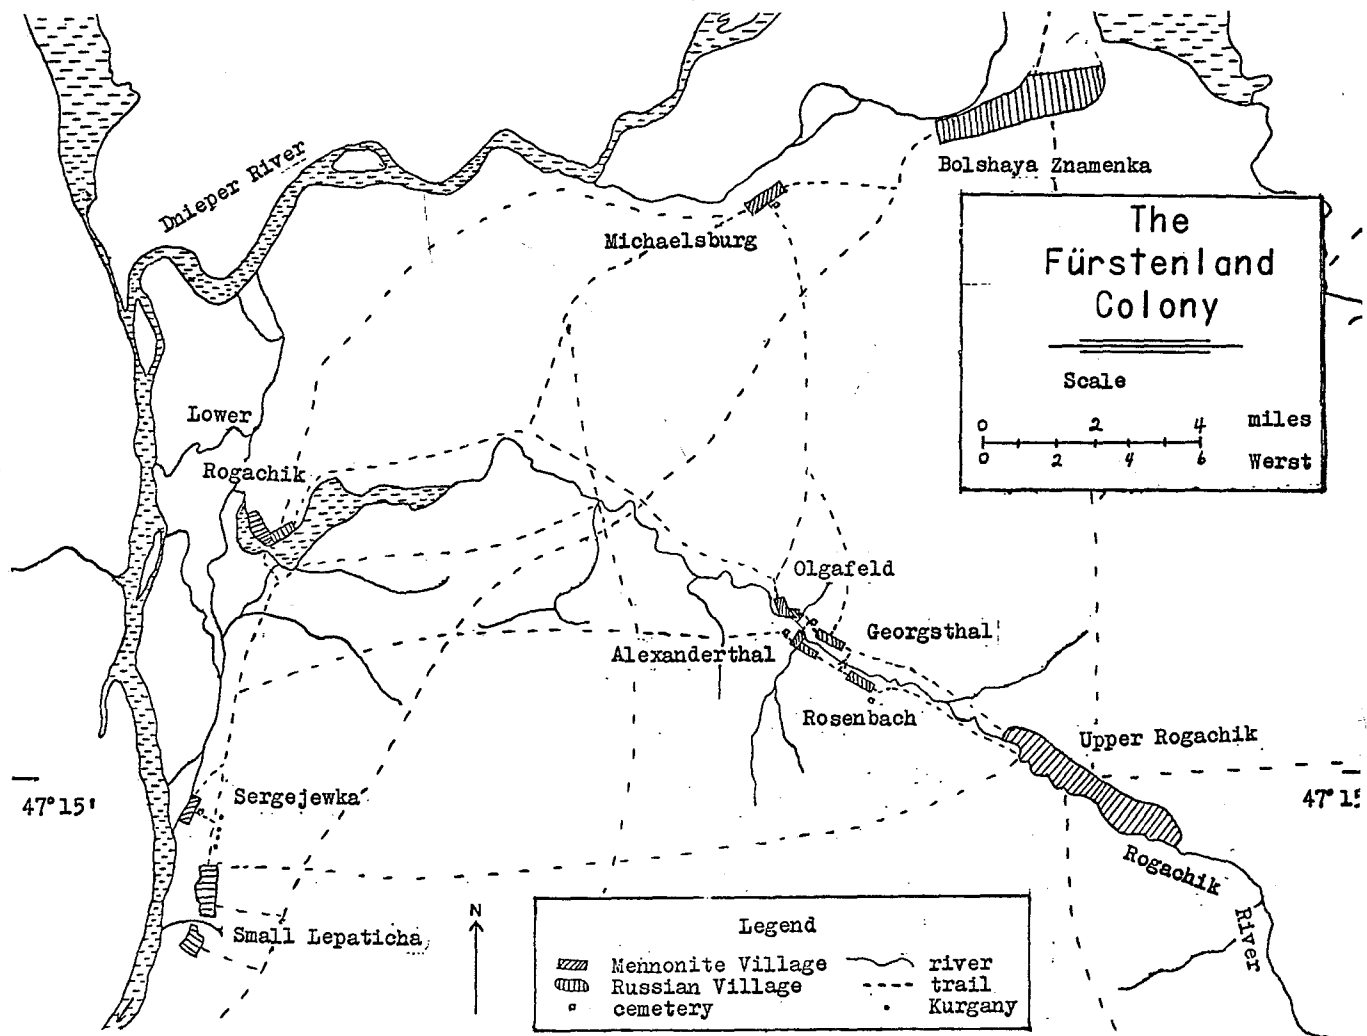 Dnieper River
Bolshaya Znamenka
Michaelsburg
The
Fürstenland
Colony
Scale
0 2 4 miles
0 2 4 6 Werst
Lower
Rogachik
Olgafeld
Georgsthal
Alexanderthal
Rosenbach
Upper Rogachik
47°15'
Sergejewka
47°15'
Rogachik
River
Small Lepaticha
N
Legend
Mennonite Village river
Russian Village trail
cemetery Kurgany